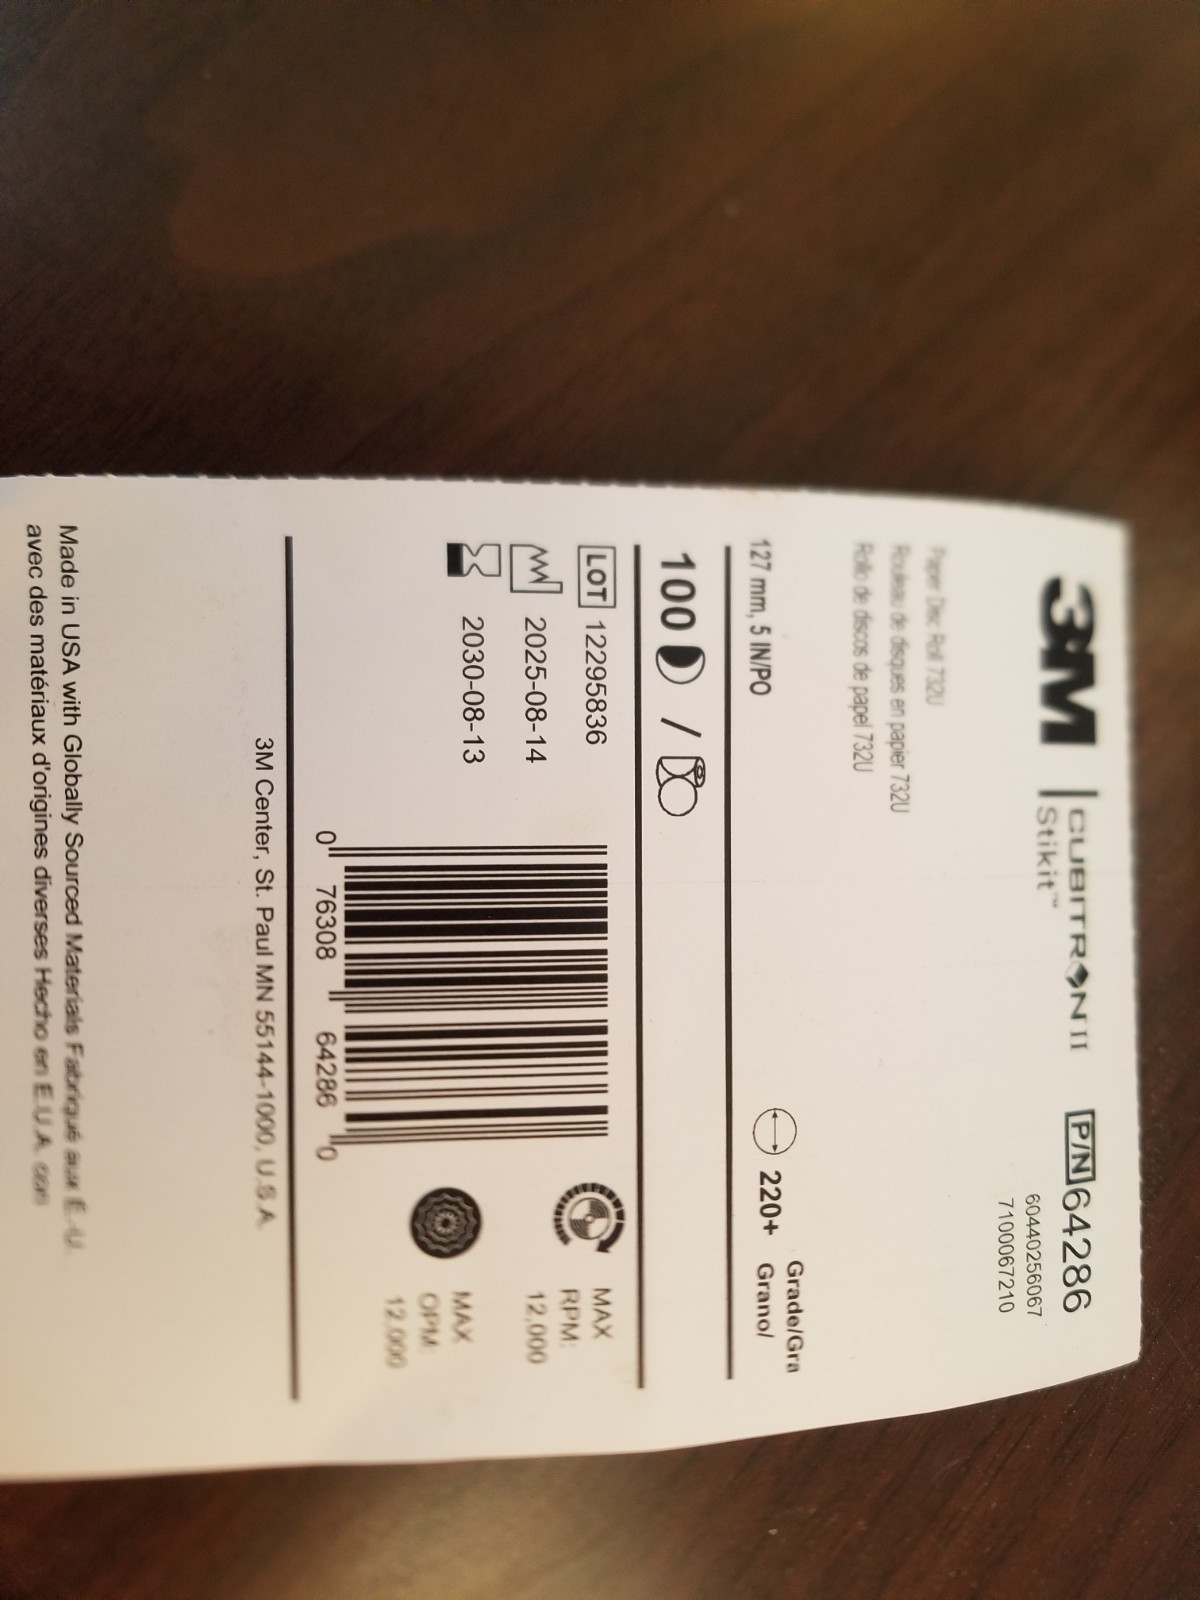 3M CUBITRON II
Stikit™
P/N 64286
60440256067
7100067210
Paper Disc Roll 732U
Rouleau de disques en papier 732U
Rollo de discos de papel 732U
127 mm, 5 IN/PO
220+
Grade/Gra
Grano/
100 /
LOT 12295836
2025-08-14
2030-08-13
0 76308 64286 0
MAX
RPM:
12,000
MAX
OPM:
12,000
3M Center, St. Paul MN 55144-1000, U.S.A.
Made in USA with Globally Sourced Materials Fabriqué aux É.-U.
avec des matériaux d'origines diverses Hecho en E.U.A. con